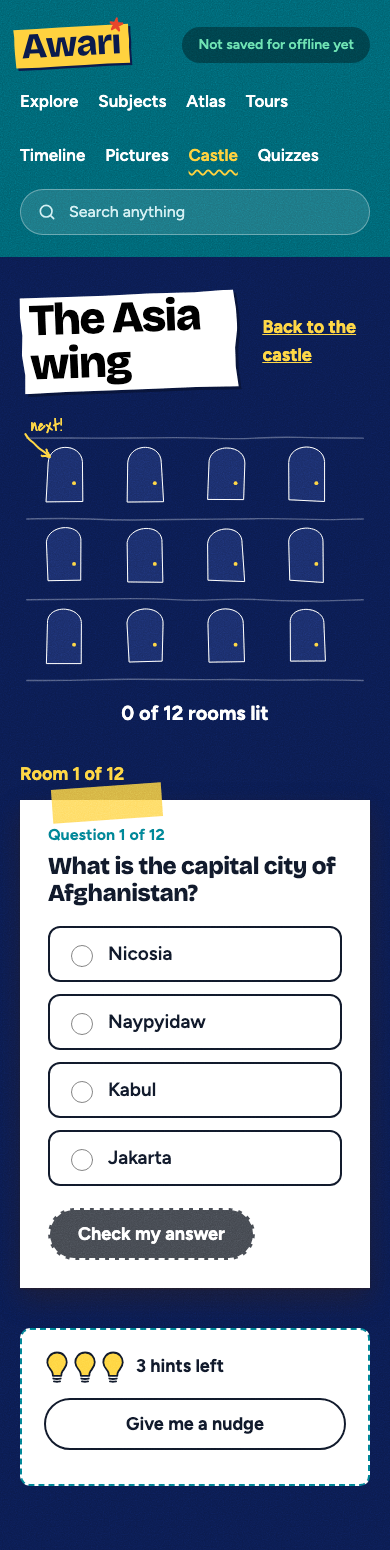 Awari
Not saved for offline yet
Explore Subjects Atlas Tours
Timeline Pictures Castle Quizzes
Search anything
The Asia
wing
Back to the
castle
next!
0 of 12 rooms lit
Room 1 of 12
Question 1 of 12
What is the capital city of
Afghanistan?
Nicosia
Naypyidaw
Kabul
Jakarta
Check my answer
3 hints left
Give me a nudge